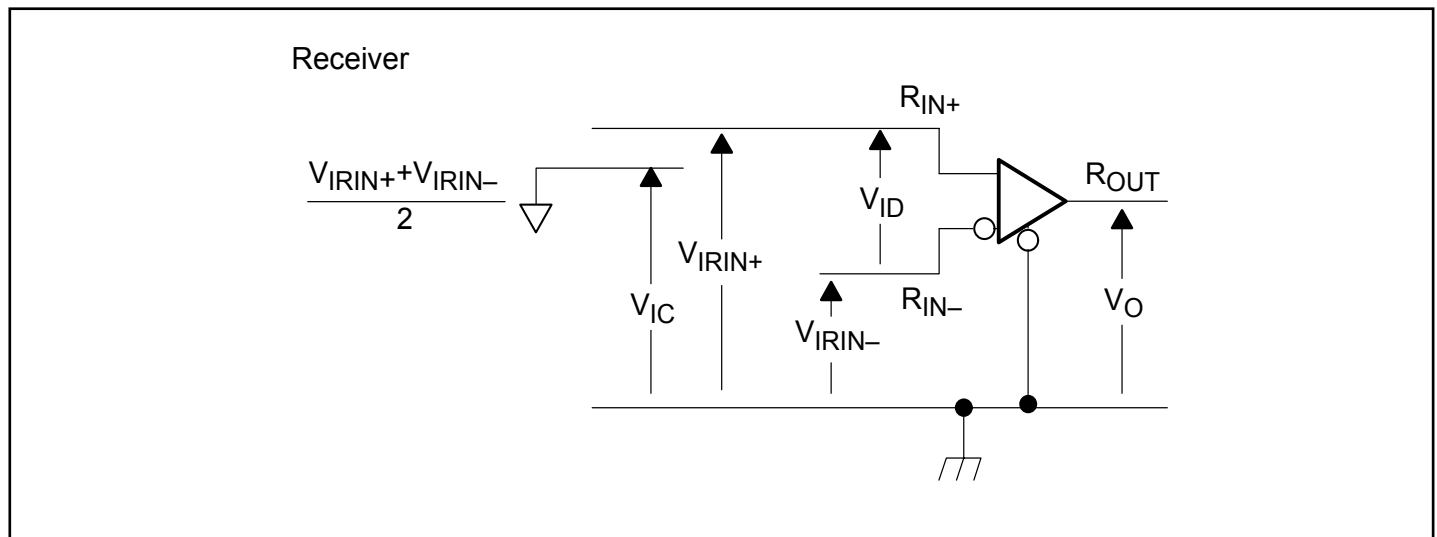 Receiver
RIN+
VIRIN++VIRIN–
2
VID
ROUT
VIRIN+
VIC
RIN–
VIRIN–
VO